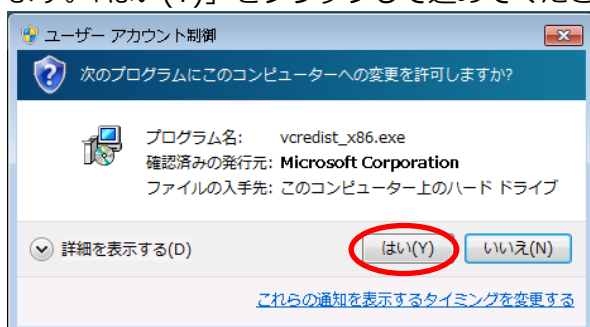 ます。「はい(Y)」をクリックして進めてくださ
ユーザー アカウント制御
次のプログラムにこのコンピューターへの変更を許可しますか?
プログラム名: vcredist_x86.exe
確認済みの発行元: Microsoft Corporation
ファイルの入手先: このコンピューター上のハード ドライブ
詳細を表示する(D) はい(Y) いいえ(N)
これらの通知を表示するタイミングを変更する